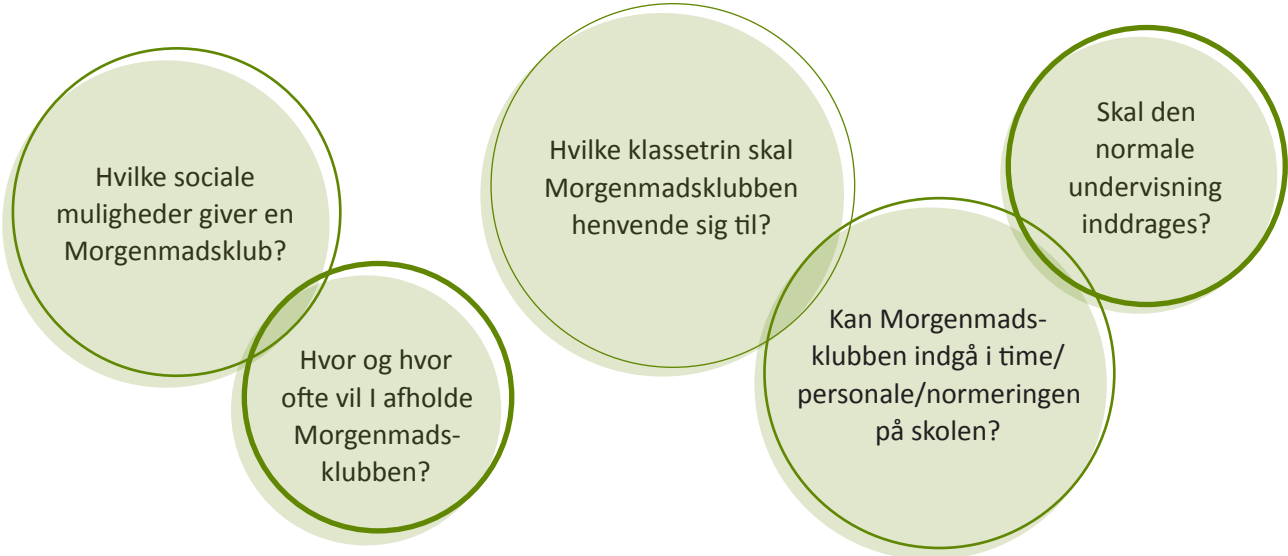 Hvilke sociale
muligheder giver en
Morgenmadsklub?
Hvor og hvor
ofte vil I afholde
Morgenmads-
klubben?
Hvilke klassetrin skal
Morgenmadsklubben
henvende sig til?
Kan Morgenmads-
klubben indgå i time/
personale/normeringen
på skolen?
Skal den
normale
undervisning
inddrages?